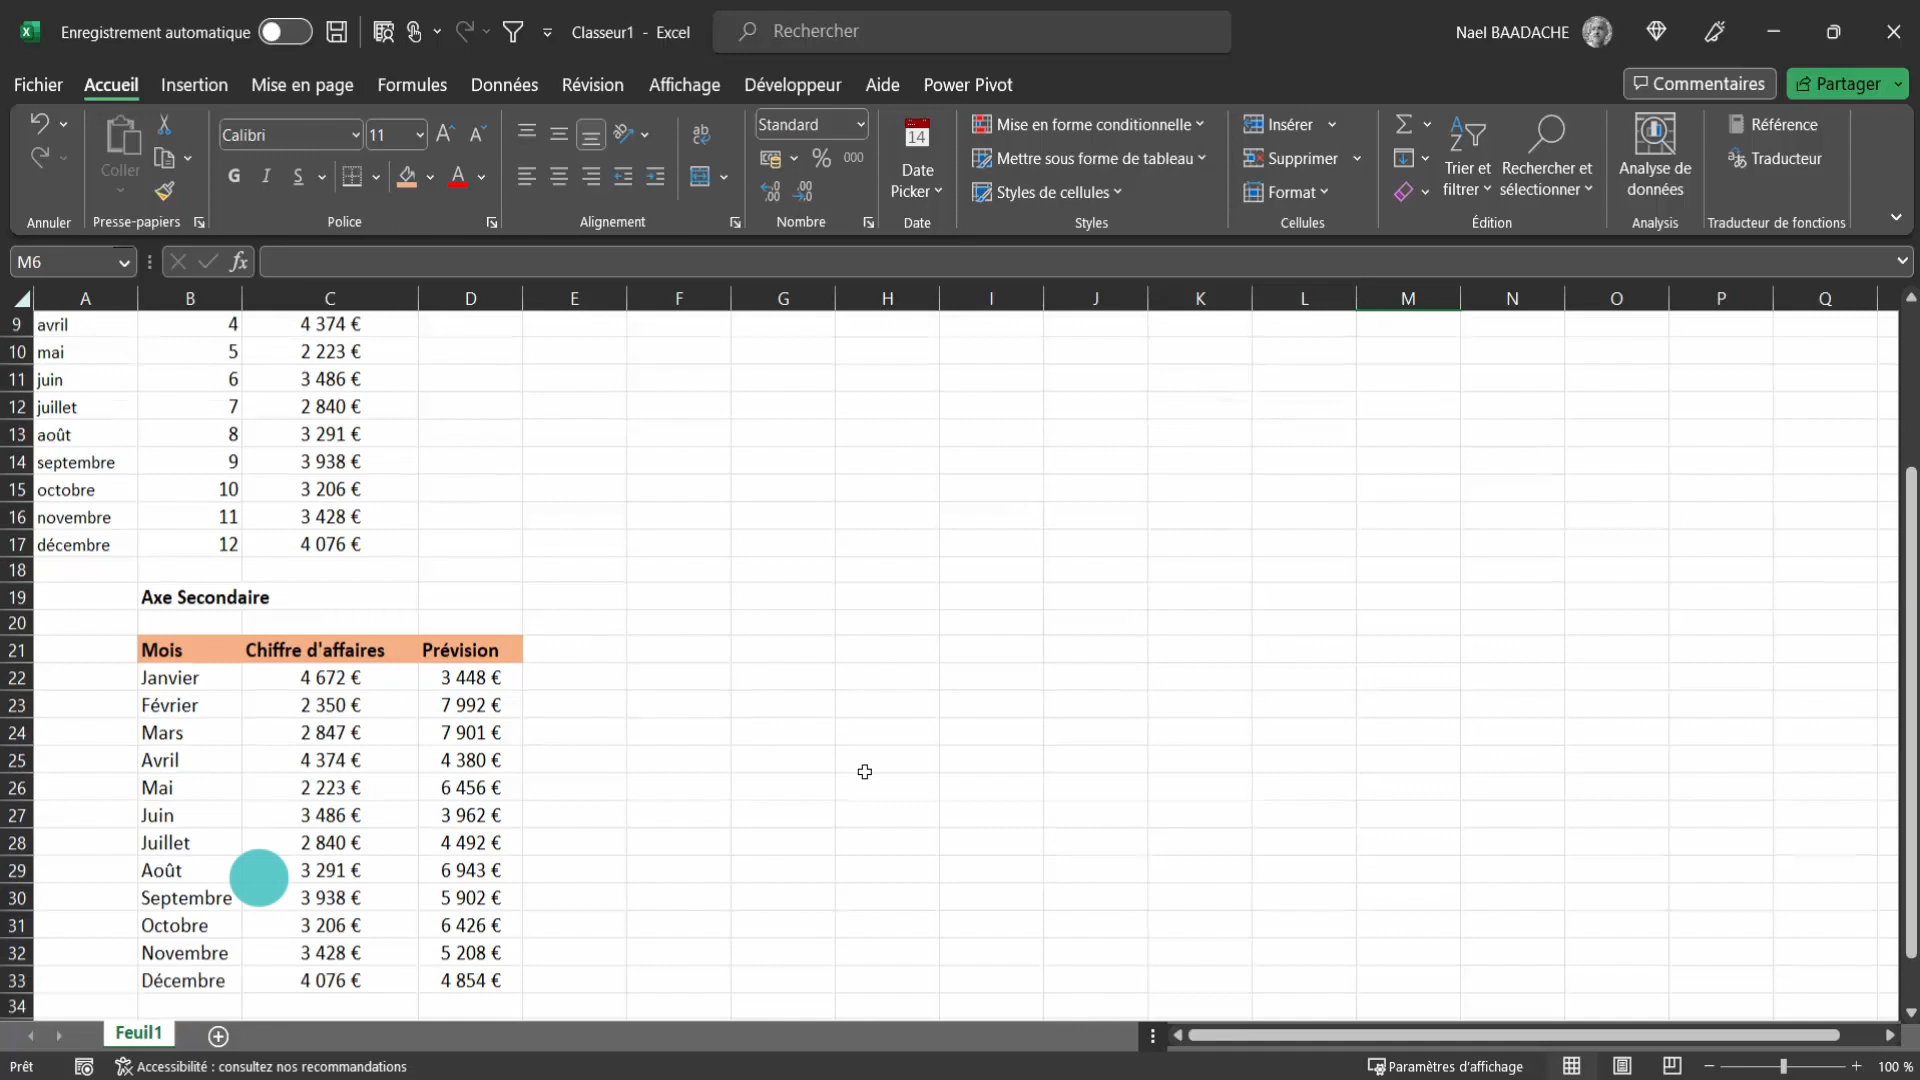 Enregistrement automatique
Classeur1 - Excel
Rechercher
Nael BAADACHE
Fichier Accueil Insertion Mise en page Formules Données Révision Affichage Développeur Aide Power Pivot
Commentaires
Partager
Annuler
Coller
Presse-papiers
Calibri 11
G I S
Police
ab
Alignement
Standard
% 000
Nombre
14
Date
Picker
Date
Mise en forme conditionnelle
Mettre sous forme de tableau
Styles de cellules
Styles
Insérer
Supprimer
Format
Cellules
Trier et
filtrer
Rechercher et
sélectionner
Édition
Analyse de
données
Analysis
Référence
Traducteur
Traducteur de fonctions
M6
fx
A B C D E F G H I J K L M N O P Q
9 avril 4 4 374 €
10 mai 5 2 223 €
11 juin 6 3 486 €
12 juillet 7 2 840 €
13 août 8 3 291 €
14 septembre 9 3 938 €
15 octobre 10 3 206 €
16 novembre 11 3 428 €
17 décembre 12 4 076 €
18
19 Axe Secondaire
20
21 Mois Chiffre d'affaires Prévision
22 Janvier 4 672 € 3 448 €
23 Février 2 350 € 7 992 €
24 Mars 2 847 € 7 901 €
25 Avril 4 374 € 4 380 €
26 Mai 2 223 € 6 456 €
27 Juin 3 486 € 3 962 €
28 Juillet 2 840 € 4 492 €
29 Août 3 291 € 6 943 €
30 Septembre 3 938 € 5 902 €
31 Octobre 3 206 € 6 426 €
32 Novembre 3 428 € 5 208 €
33 Décembre 4 076 € 4 854 €
34
Feuil1
Prêt
Accessibilité : consultez nos recommandations
Paramètres d'affichage
100 %